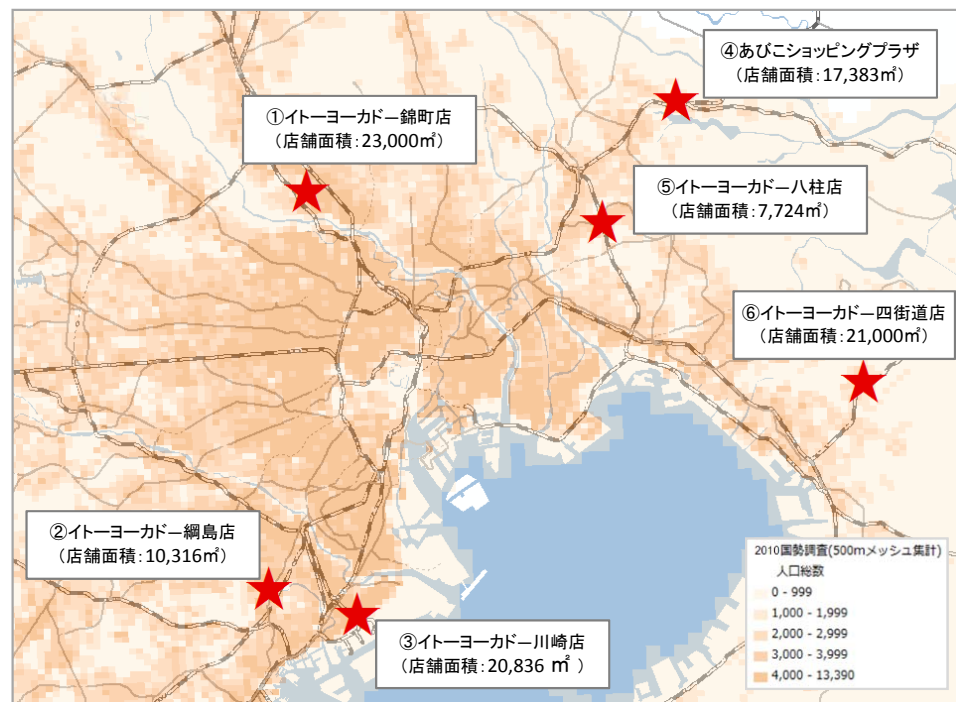 ④あびこショッピングプラザ
（店舗面積：17,383㎡）
①イトーヨーカドー錦町店
（店舗面積：23,000㎡）
⑤イトーヨーカドー八柱店
（店舗面積：7,724㎡）
⑥イトーヨーカドー四街道店
（店舗面積：21,000㎡）
②イトーヨーカドー綱島店
（店舗面積：10,316㎡）
③イトーヨーカドー川崎店
（店舗面積：20,836 ㎡ ）
2010国勢調査(500mメッシュ集計)
人口総数
0 - 999
1,000 - 1,999
2,000 - 2,999
3,000 - 3,999
4,000 - 13,390